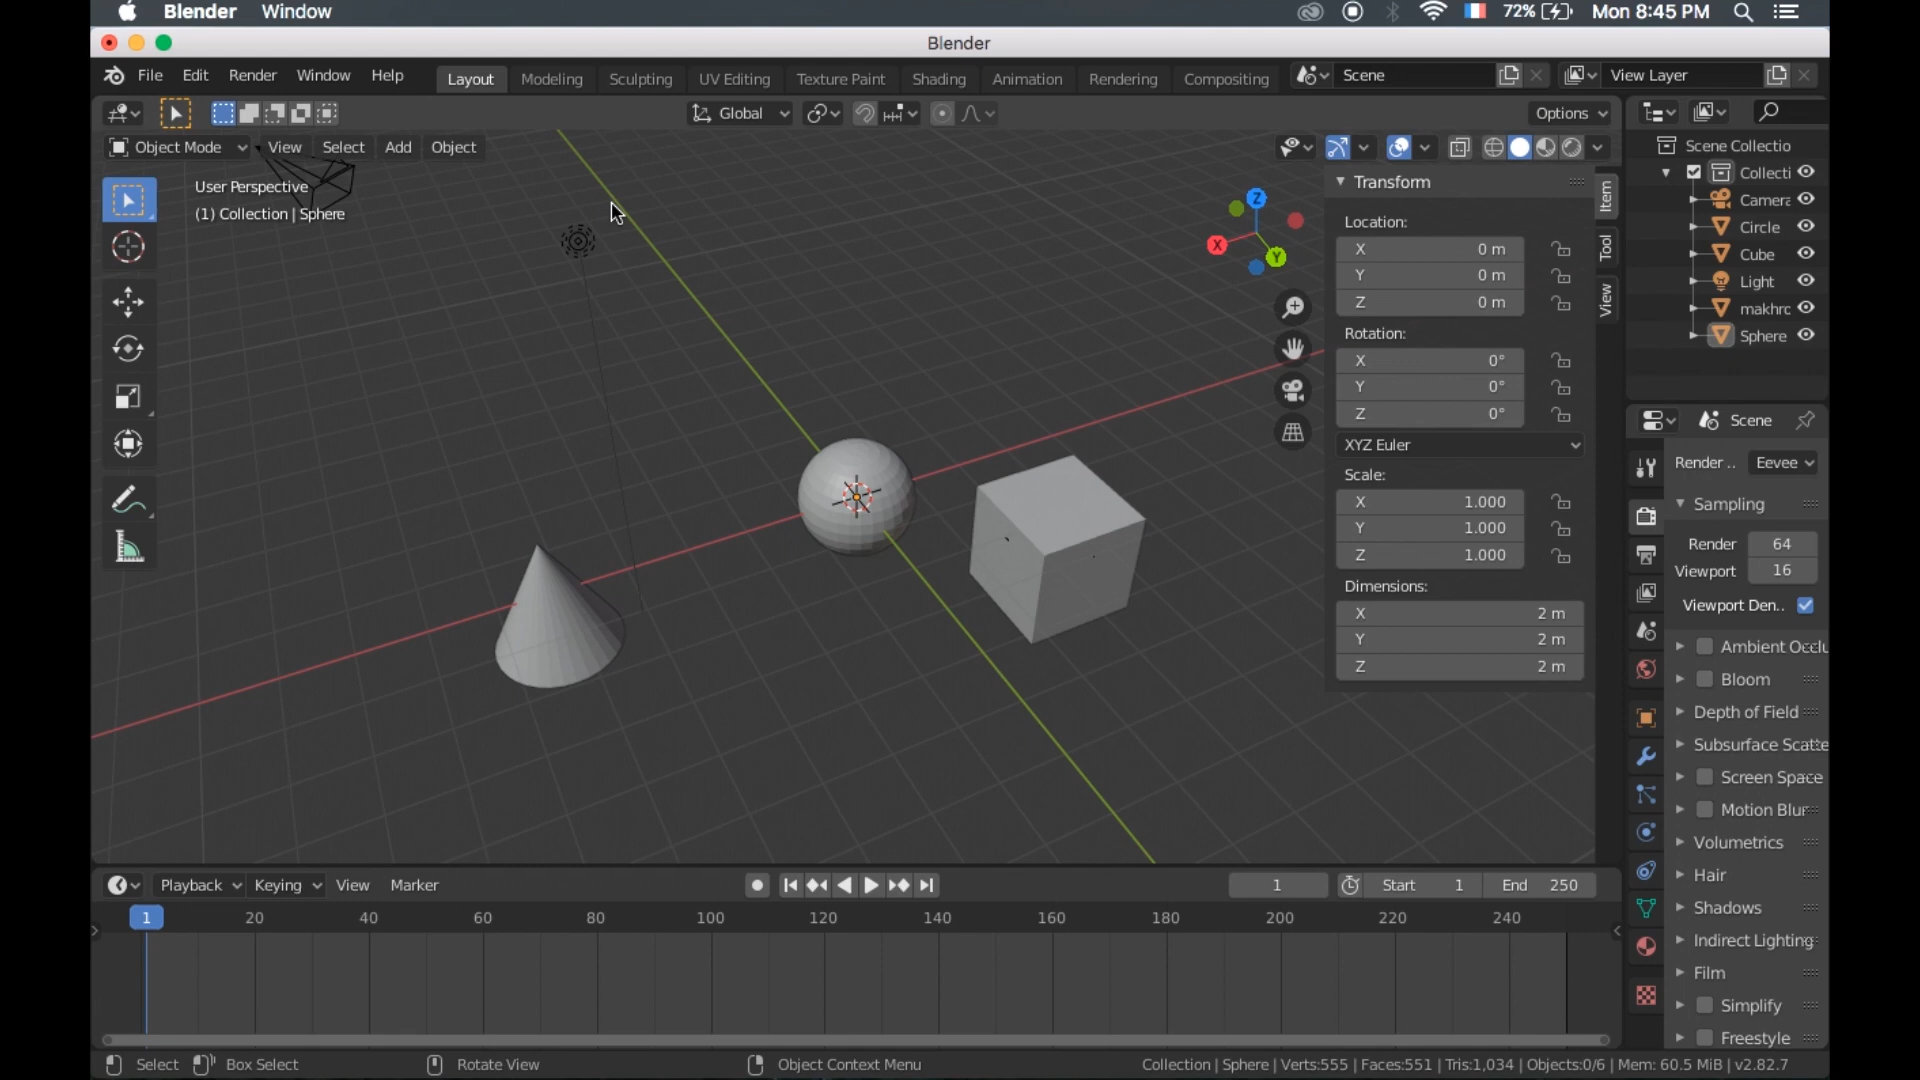 Blender Window 72% Mon 8:45 PM
Blender
File Edit Render Window Help Layout Modeling Sculpting UV Editing Texture Paint Shading Animation Rendering Compositing Scene View Layer
Global Options
Object Mode View Select Add Object
User Perspective
(1) Collection | Sphere
X
Y
Z
Transform
Location:
X 0 m
Y 0 m
Z 0 m
Rotation:
X 0°
Y 0°
Z 0°
XYZ Euler
Scale:
X 1.000
Y 1.000
Z 1.000
Dimensions:
X 2 m
Y 2 m
Z 2 m
Item
Tool
View
Scene Collectio
Collecti
Camera
Circle
Cube
Light
makhro
Sphere
Scene
Render .. Eevee
Sampling
Render 64
Viewport 16
Viewport Den..
Ambient Occlu
Bloom
Depth of Field
Subsurface Scatte
Screen Space
Motion Blur
Volumetrics
Hair
Shadows
Indirect Lighting
Film
Simplify
Freestyle
Playback Keying View Marker 1 Start 1 End 250
1 20 40 60 80 100 120 140 160 180 200 220 240
Select Box Select Rotate View Object Context Menu Collection | Sphere | Verts:555 | Faces:551 | Tris:1,034 | Objects:0/6 | Mem: 60.5 MiB | v2.82.7